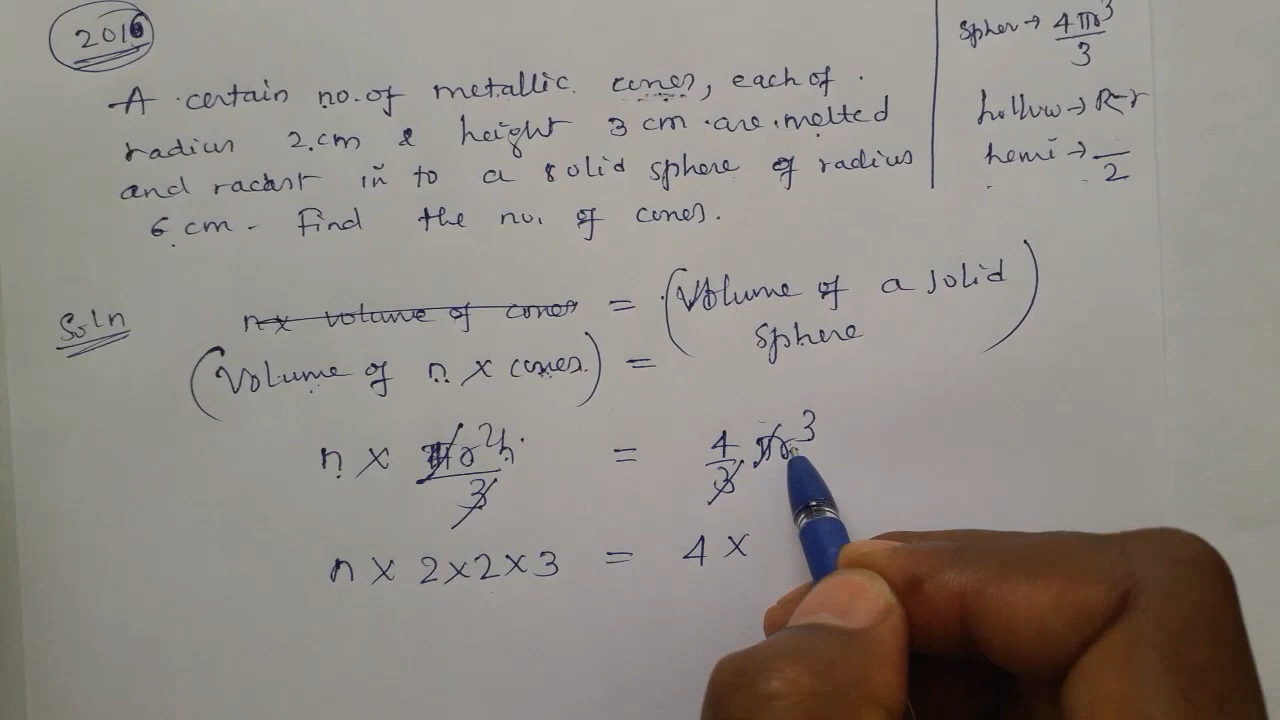 2016
A certain no. of metallic cones, each of
radius 2 cm & height 3 cm are melted
and racast in to a solid sphere of radius
6 cm - Find the no. of cones.
Spher → 4πr³/3
hollow → R-r
hemi → /2
Soln
n x volume of cones = (Volume of a solid
sphere)
(Volume of n x cones) =
n x πr²h/3 = 4/3 πr³
n x 2x2x3 = 4 x